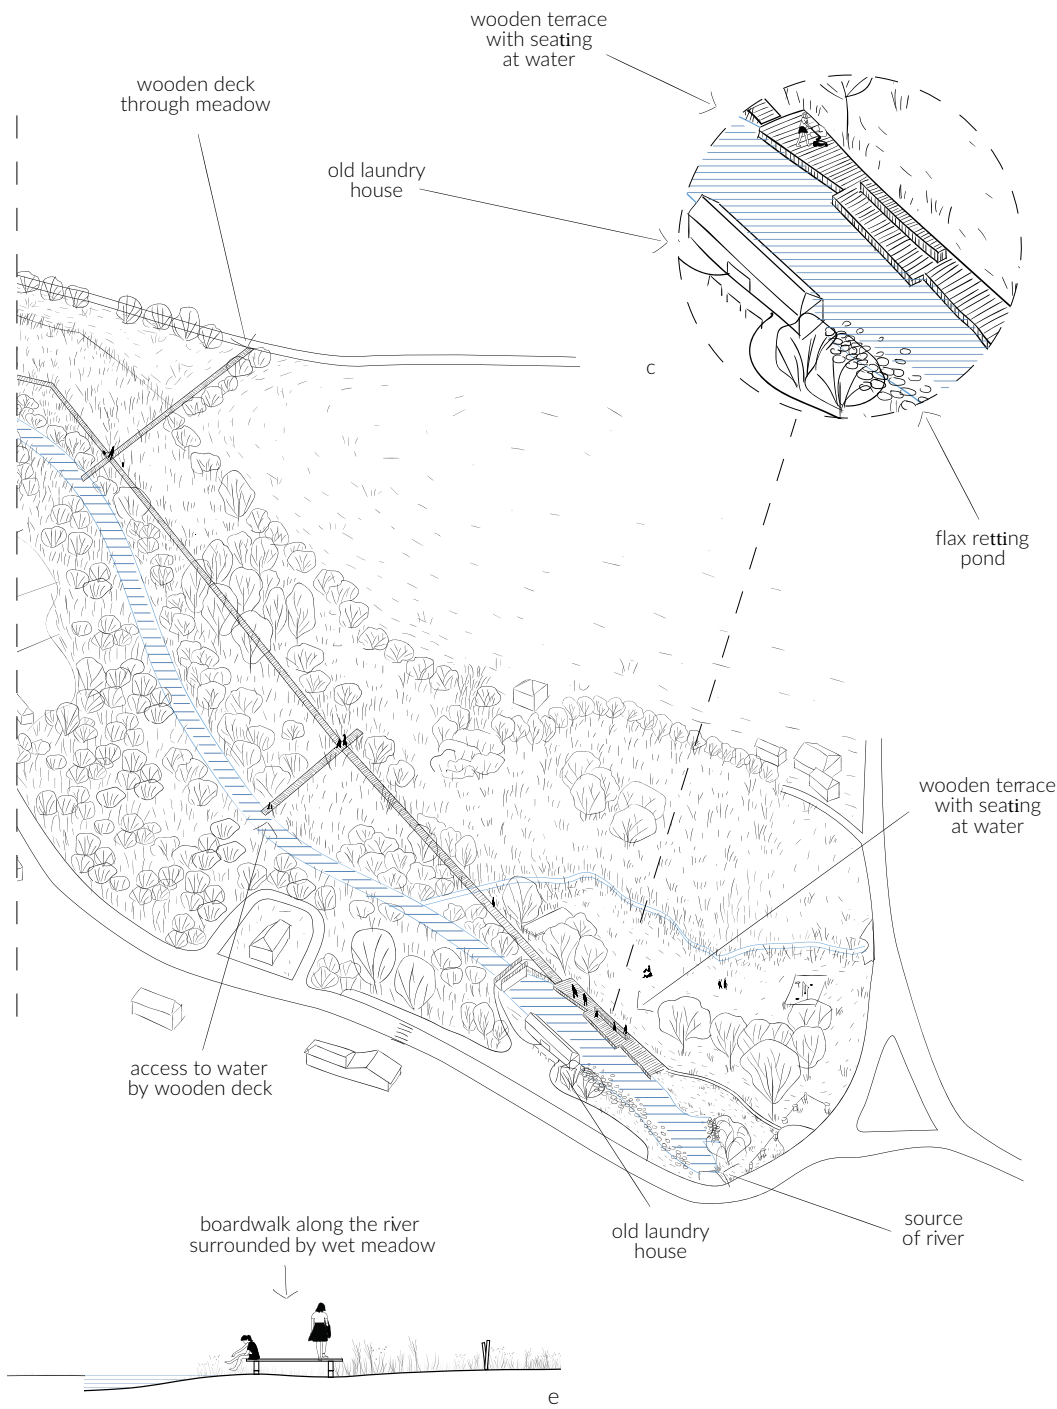 wooden terrace
with seating
at water
wooden deck
through meadow
old laundry
house
c
flax retting
pond
wooden terrace
with seating
at water
access to water
by wooden deck
boardwalk along the river
surrounded by wet meadow
old laundry
house
source
of river
e